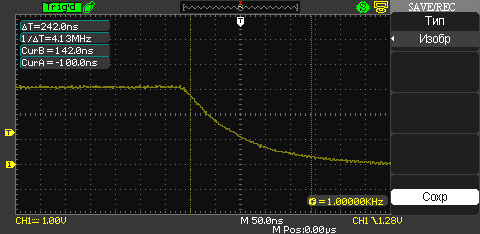 Trig'd
SAVE/REC
Тип
Изобр
ΔT=242.0ns
1/ΔT=4.13MHz
CurB=142.0ns
CurA=-100.0ns
T
T
1
F=1.00000KHz
Сохр
CH1 1.00V
M 50.0ns
CH1 1.28V
M Pos:0.00µs